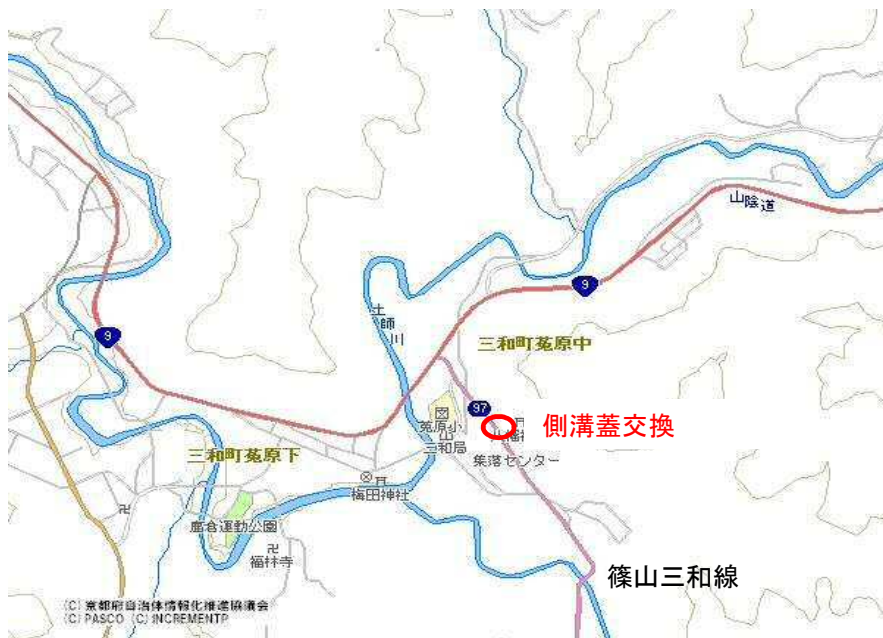 山陰道
9
土師川
三和町菟原中
9
97
側溝蓋交換
菟原小
三和局
三和町菟原下
集落センター
梅田神社
鹿倉運動公園
福林寺
篠山三和線
(C) 京都府自治体情報化推進協議会
(C) PASCO (C) INCREMENTP